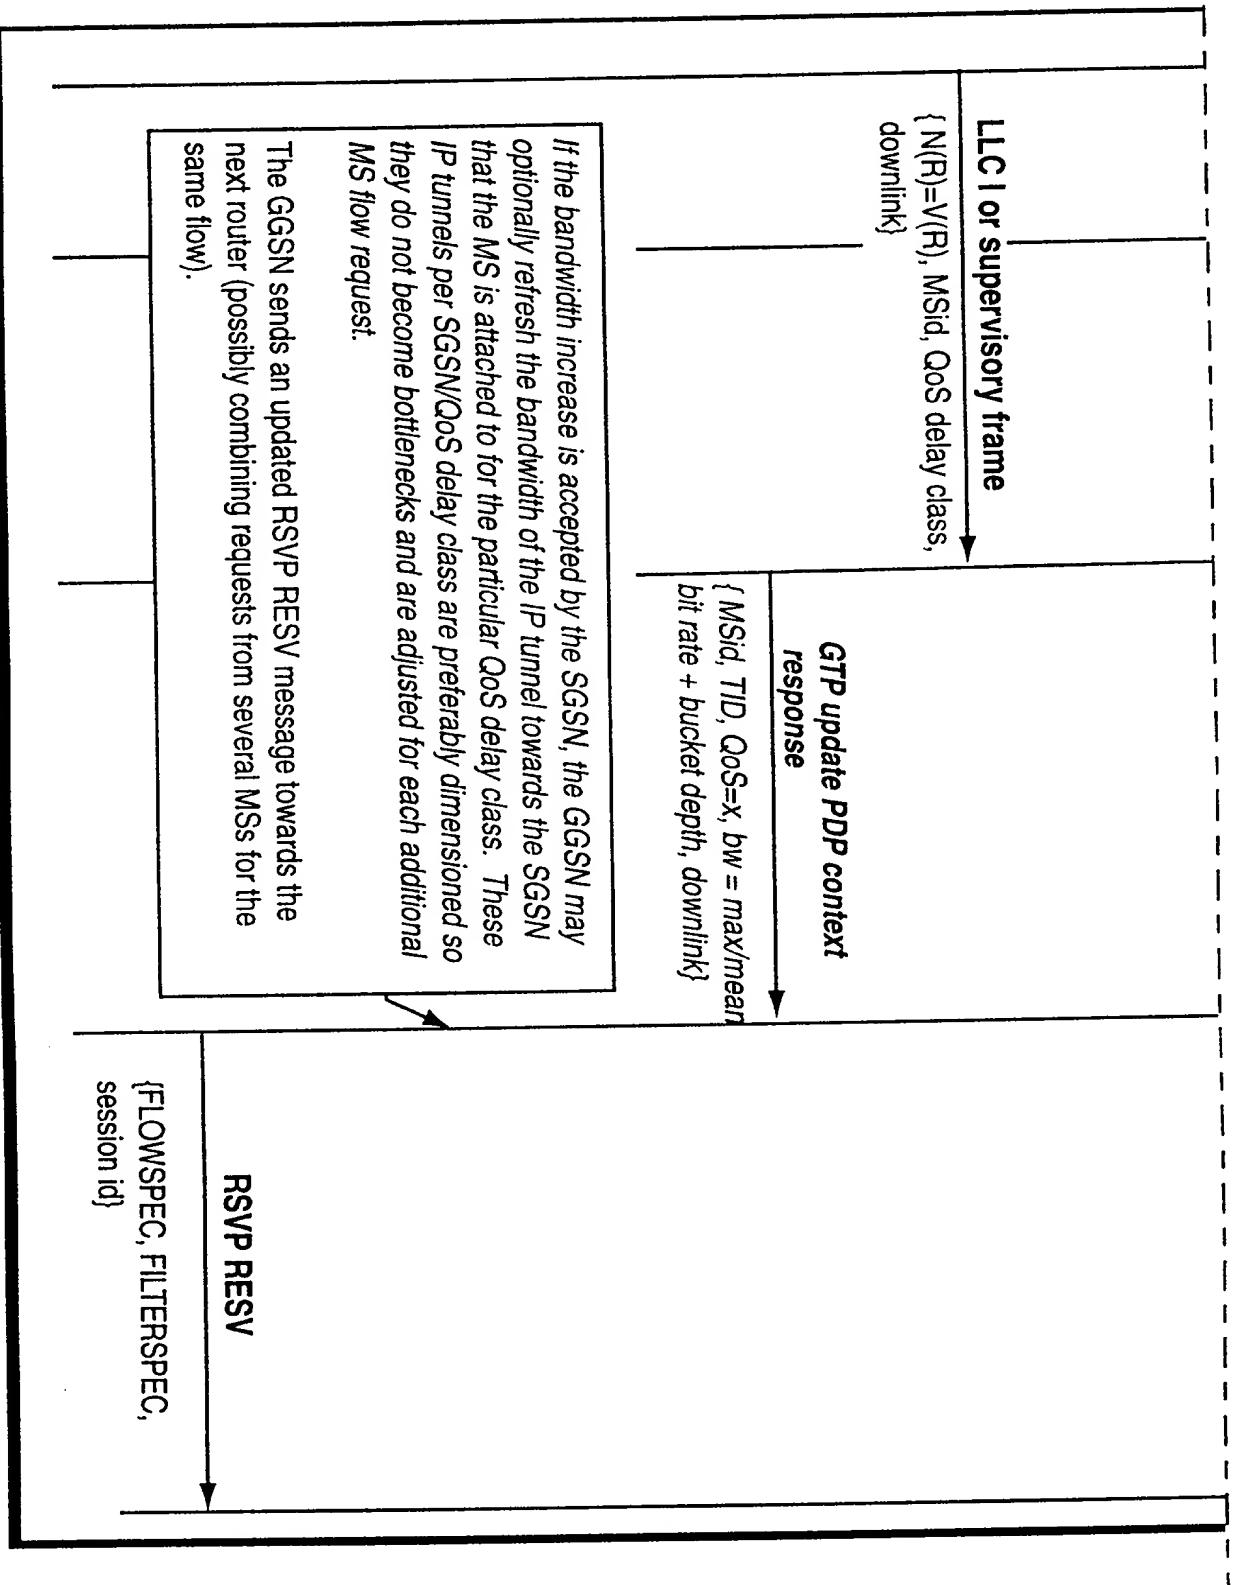 LLC I or supervisory frame
{ N(R)=V(R), MSid, QoS delay class,
downlink}
GTP update PDP context
response
{ MSid, TID, QoS=x, bw = max/mean
bit rate + bucket depth, downlink}
If the bandwidth increase is accepted by the SGSN, the GGSN may
optionally refresh the bandwidth of the IP tunnel towards the SGSN
that the MS is attached to for the particular QoS delay class. These
IP tunnels per SGSN/QoS delay class are preferably dimensioned so
they do not become bottlenecks and are adjusted for each additional
MS flow request.
The GGSN sends an updated RSVP RESV message towards the
next router (possibly combining requests from several MSs for the
same flow).
RSVP RESV
{FLOWSPEC, FILTERSPEC,
session id}